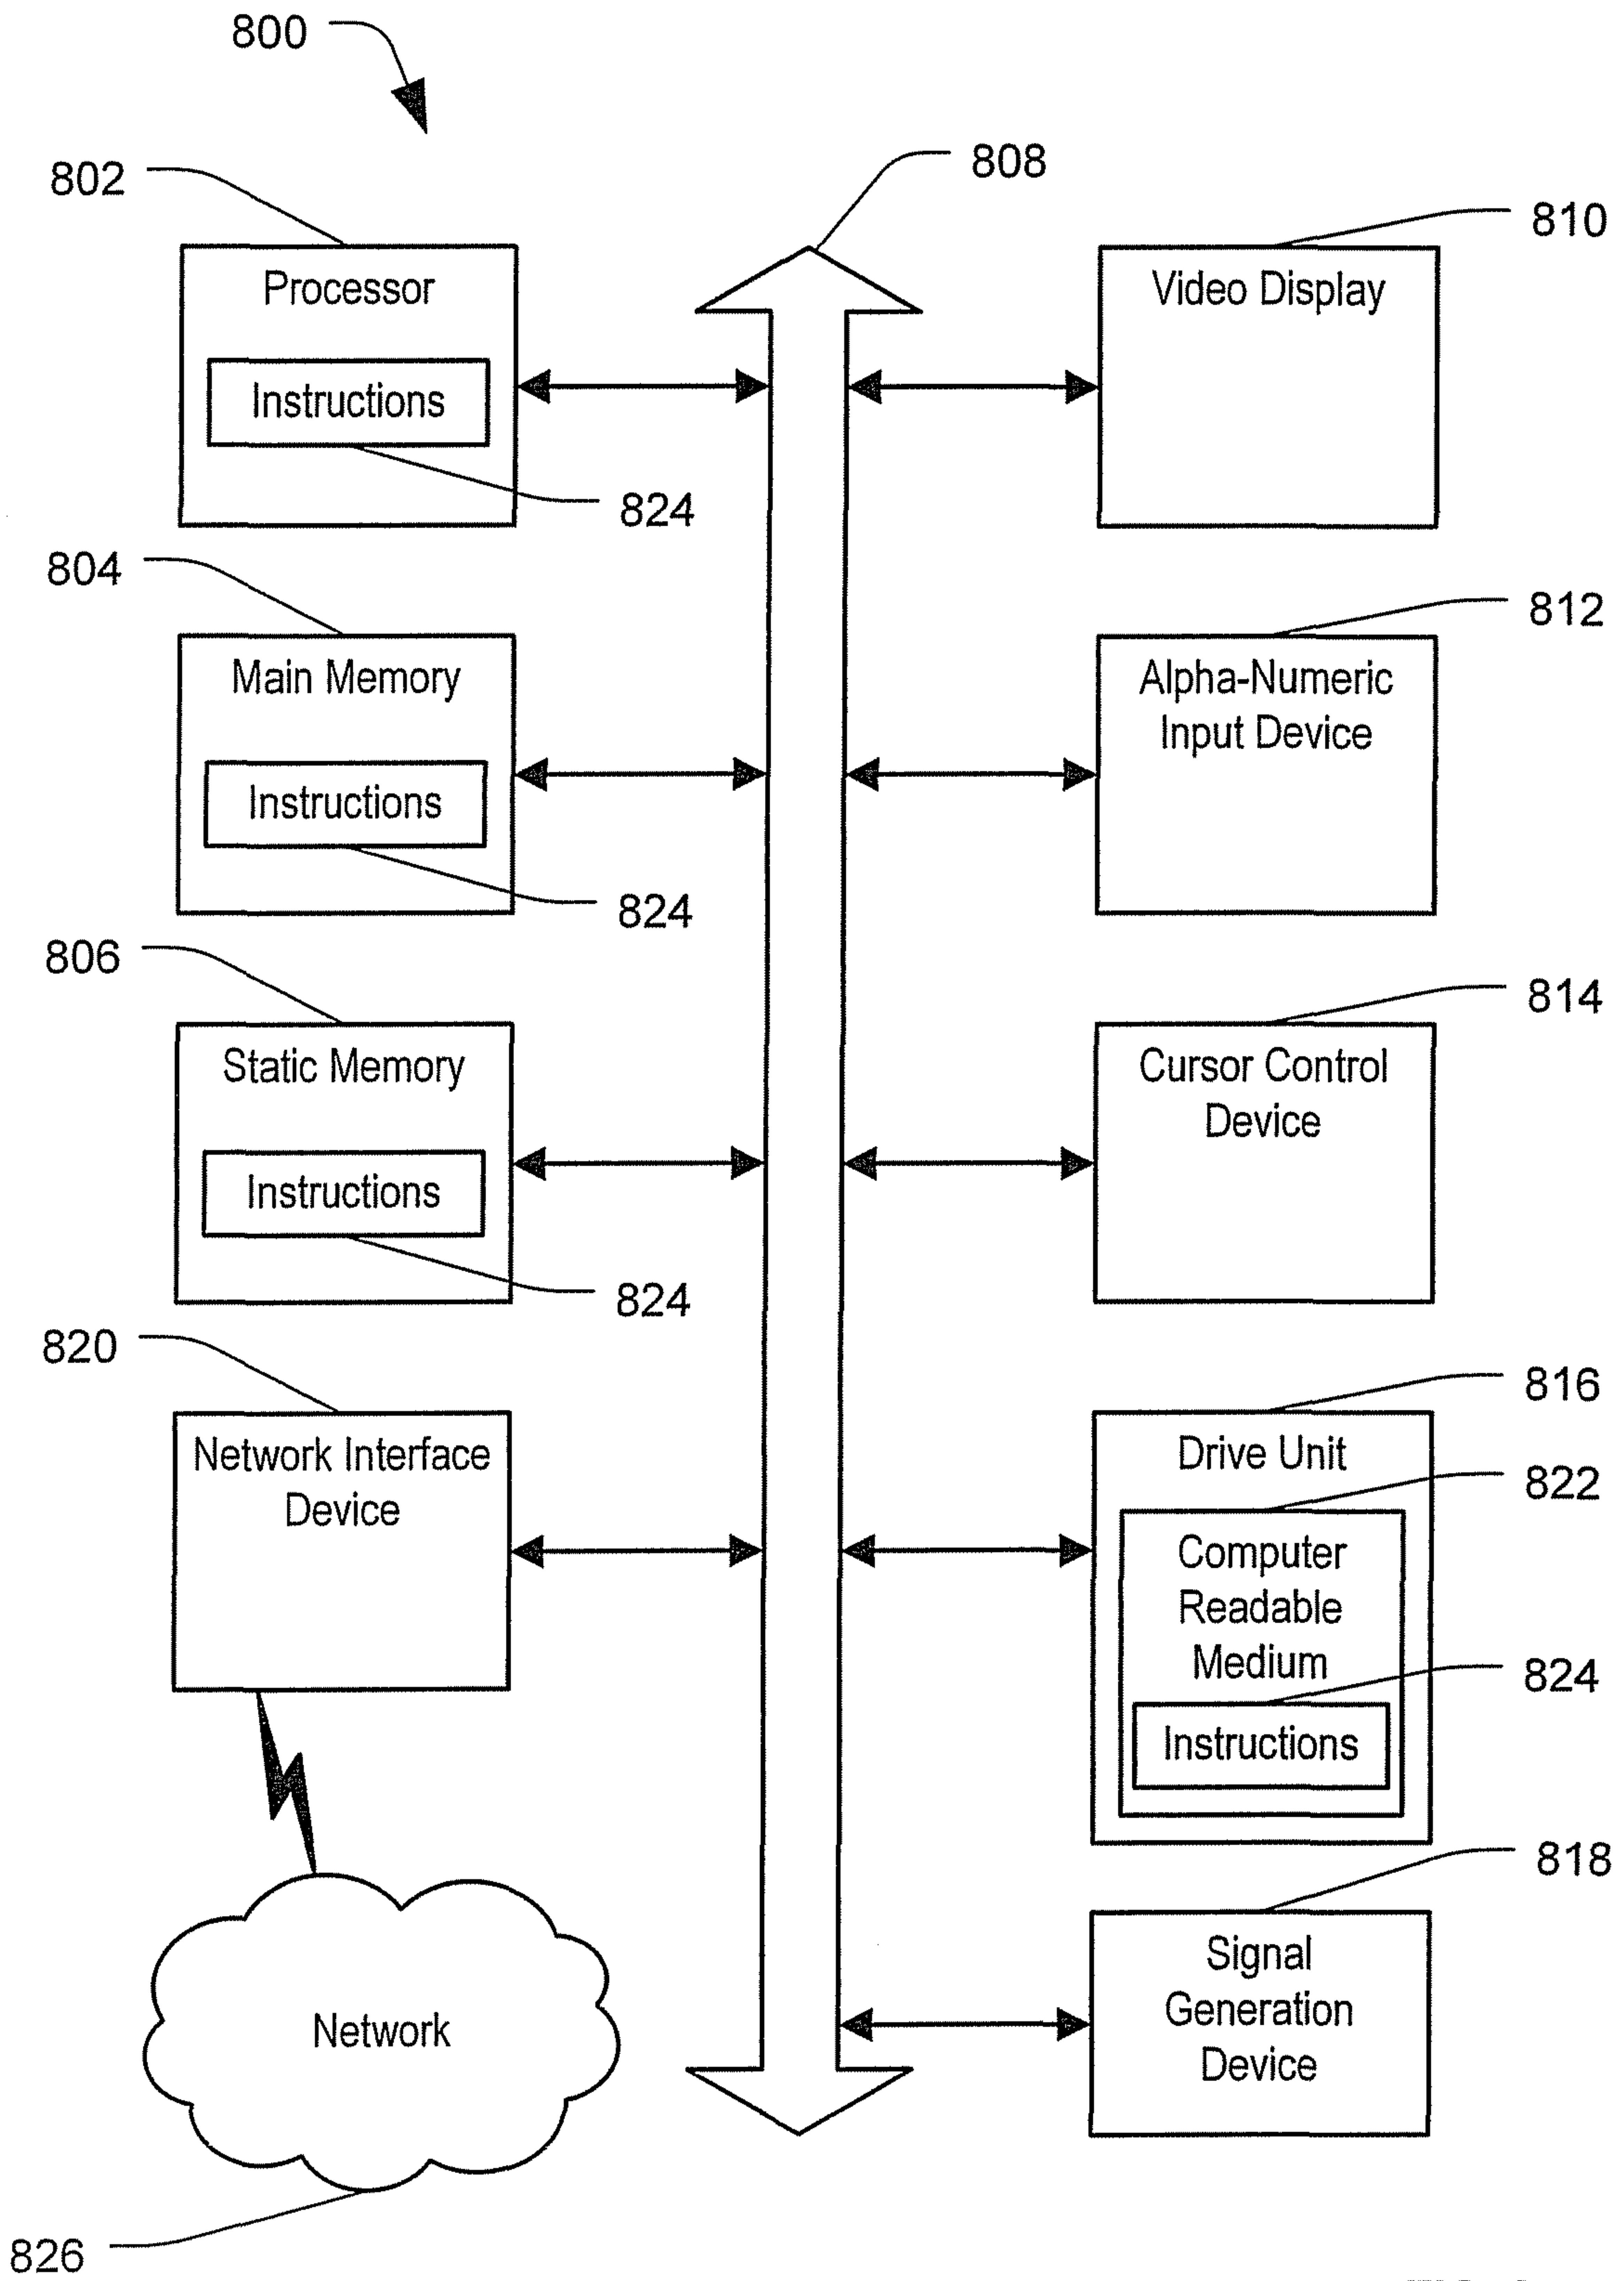 800
802
808
810
Processor
Instructions
824
Video Display
804
812
Main Memory
Instructions
824
Alpha-Numeric
Input Device
806
814
Static Memory
Instructions
824
Cursor Control
Device
820
816
Network Interface
Device
Drive Unit
822
Computer
Readable
Medium
824
Instructions
818
Signal
Generation
Device
Network
826